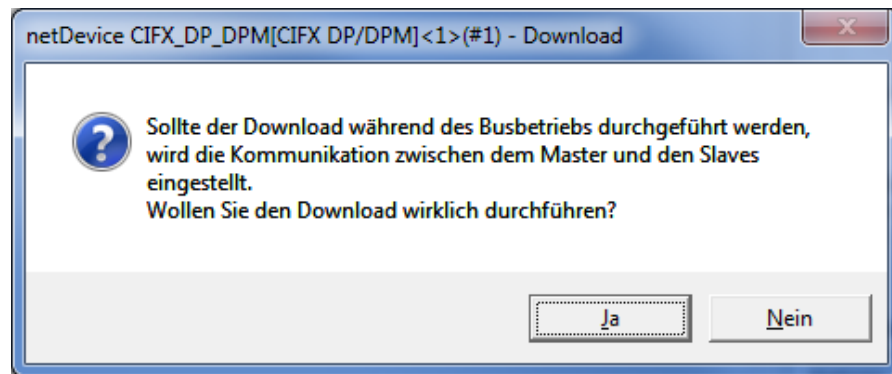 netDevice CIFX_DP_DPM[CIFX DP/DPM]<1>(#1) - Download
Sollte der Download während des Busbetriebs durchgeführt werden,
wird die Kommunikation zwischen dem Master und den Slaves
eingestellt.
Wollen Sie den Download wirklich durchführen?
Ja
Nein